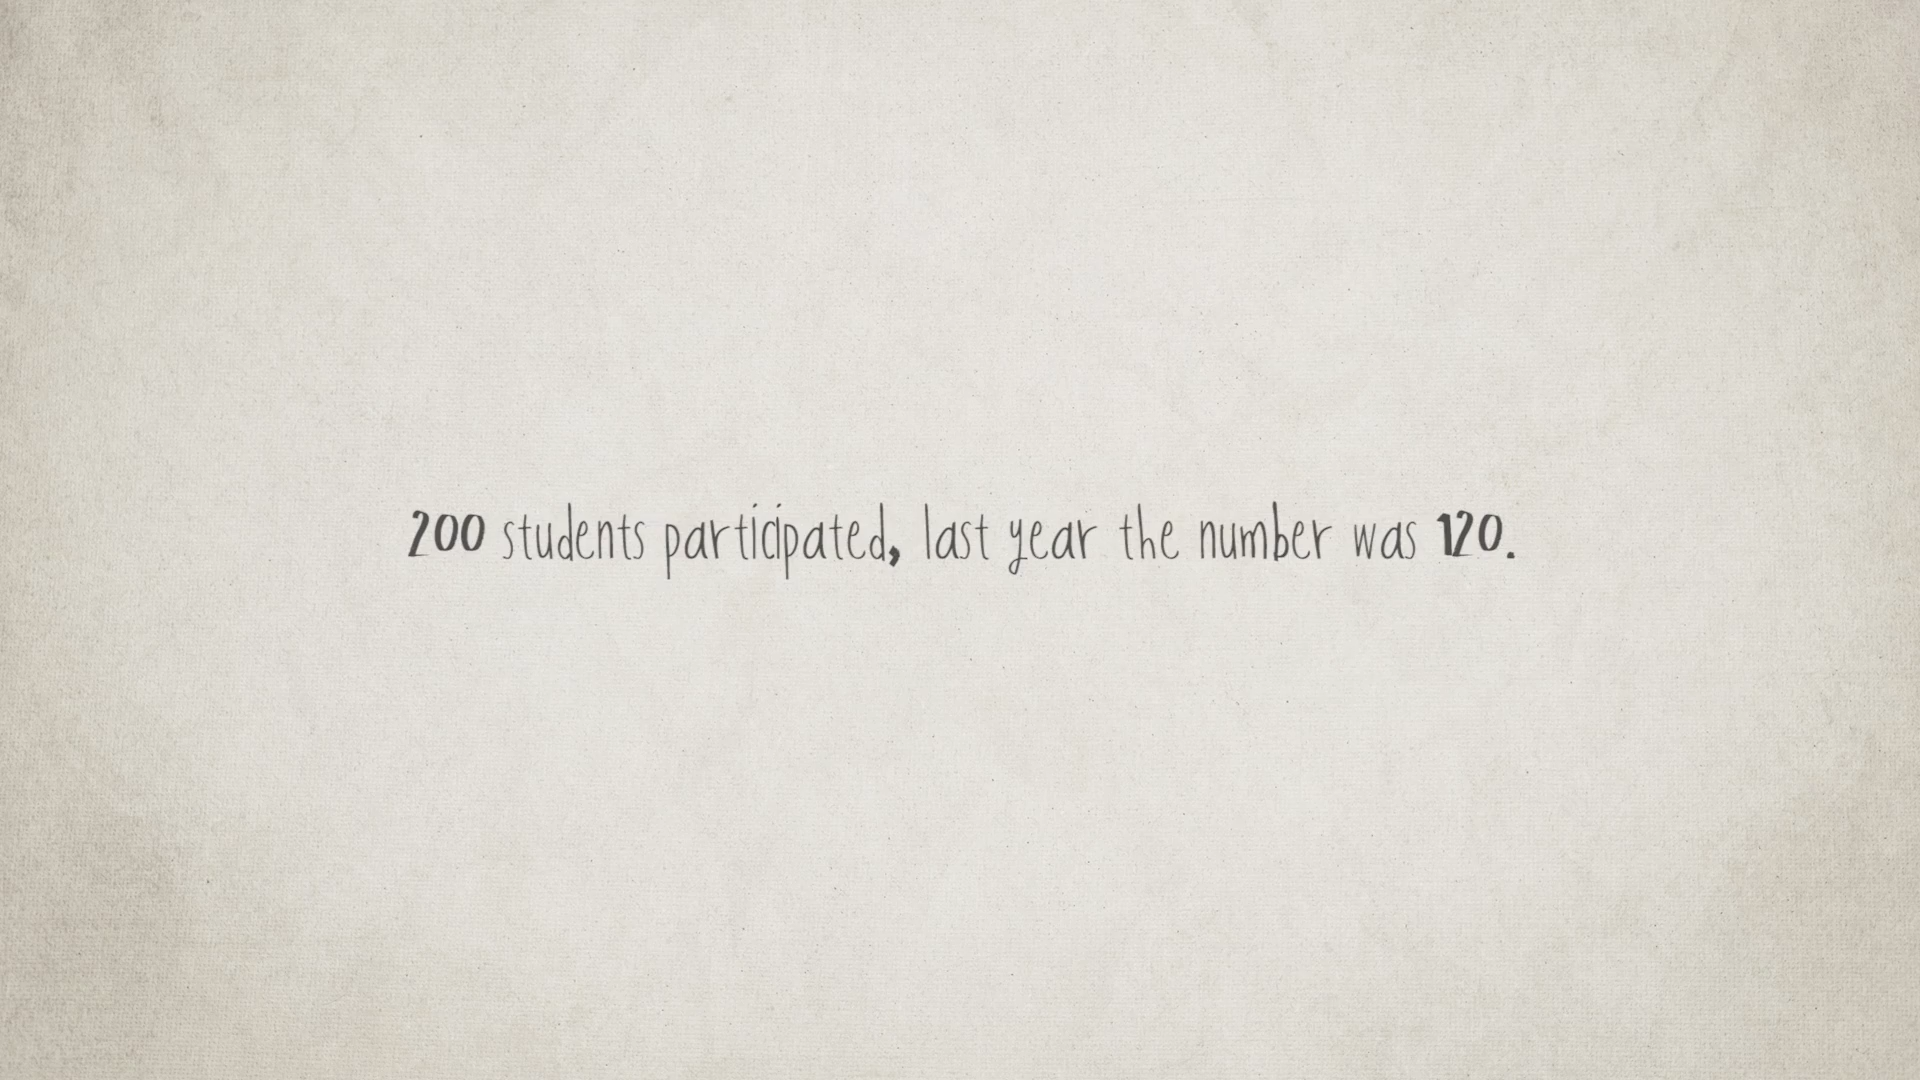 200 students participated, last year the number was 120.